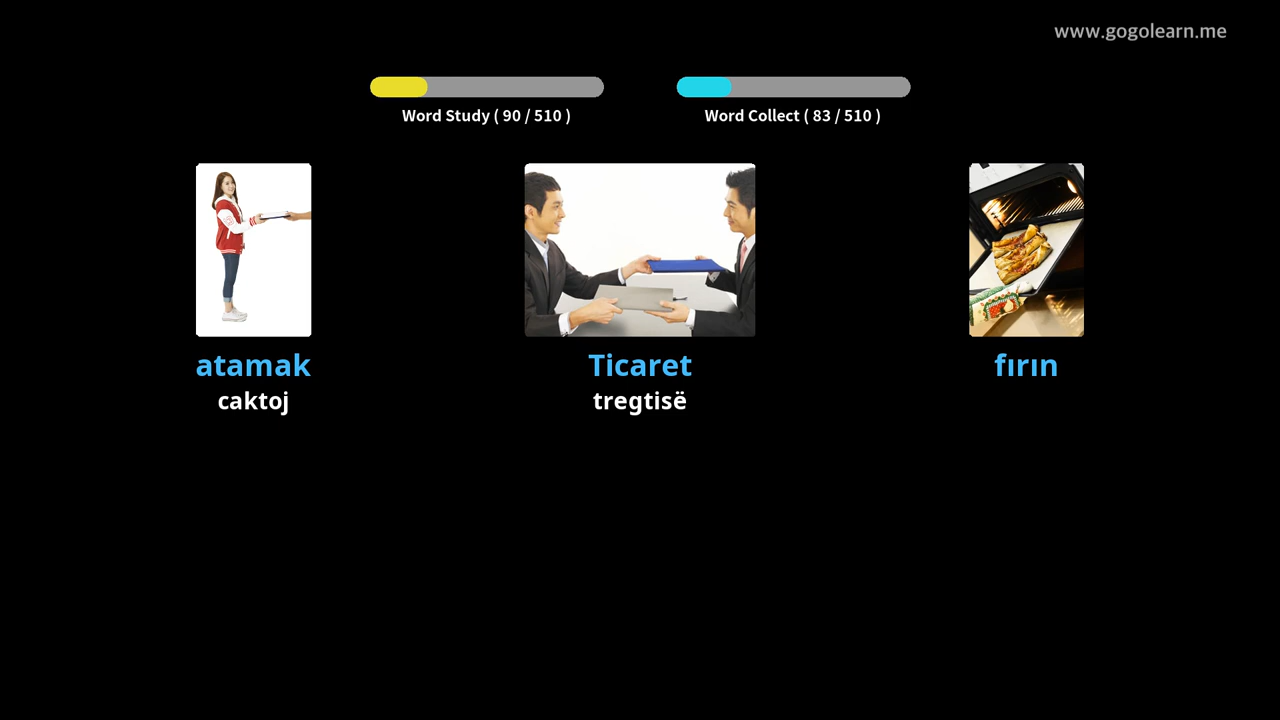 www.gogolearn.me
Word Study ( 90 / 510 )
Word Collect ( 83 / 510 )
atamak
caktoj
Ticaret
tregtisë
fırın